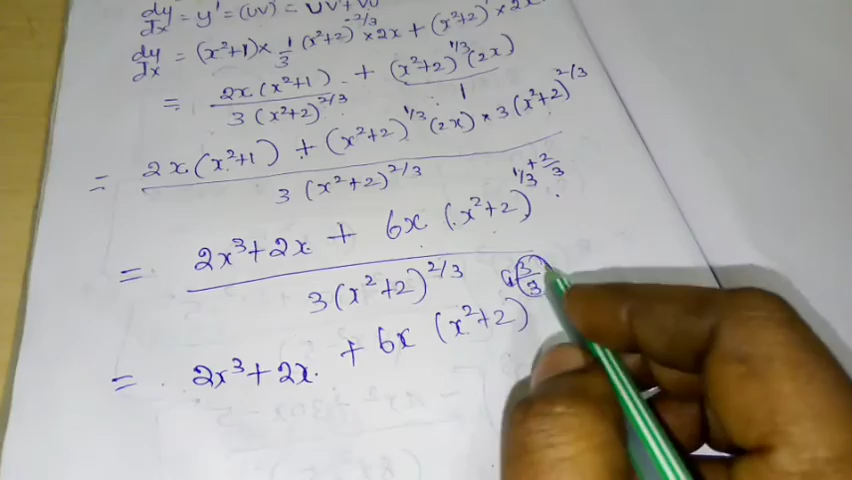 dy/dx = y' = (UV)' = UV' + VU'
dy/dx = (x²+1) × 1/3 (x²+2)^-2/3 × 2x + (x²+2)
= 2x(x²+1) / 3(x²+2)^2/3 + (x²+2)^1/3 (2x) / 1
= 2x(x²+1) + (x²+2)^1/3 (2x) × 3(x²+2)^2/3 / 3(x²+2)^2/3
= 2x³+2x + 6x (x²+2)^1/3+2/3 / 3(x²+2)^2/3
= 2x³+2x + 6x (x²+2) 3/3